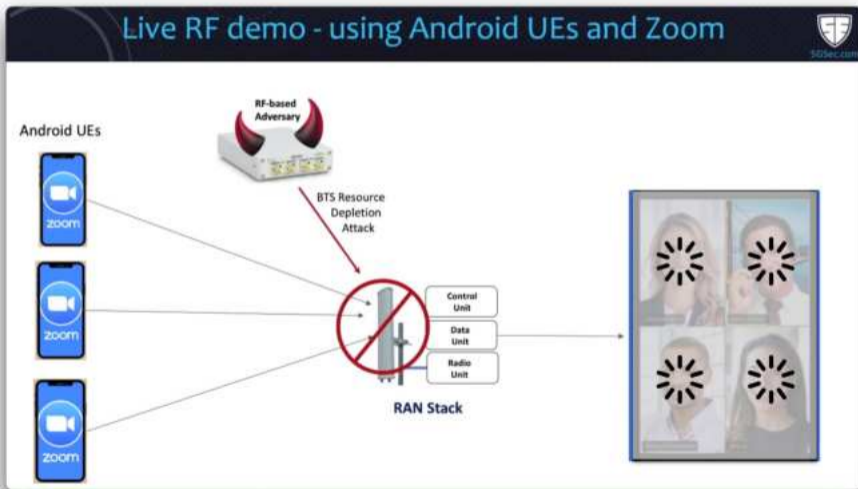 Live RF demo - using Android UEs and Zoom
5GSec.com
RF-based
Adversary
Android UEs
BTS Resource
Depletion
Attack
zoom
zoom
zoom
Control
Unit
Data
Unit
Radio
Unit
RAN Stack